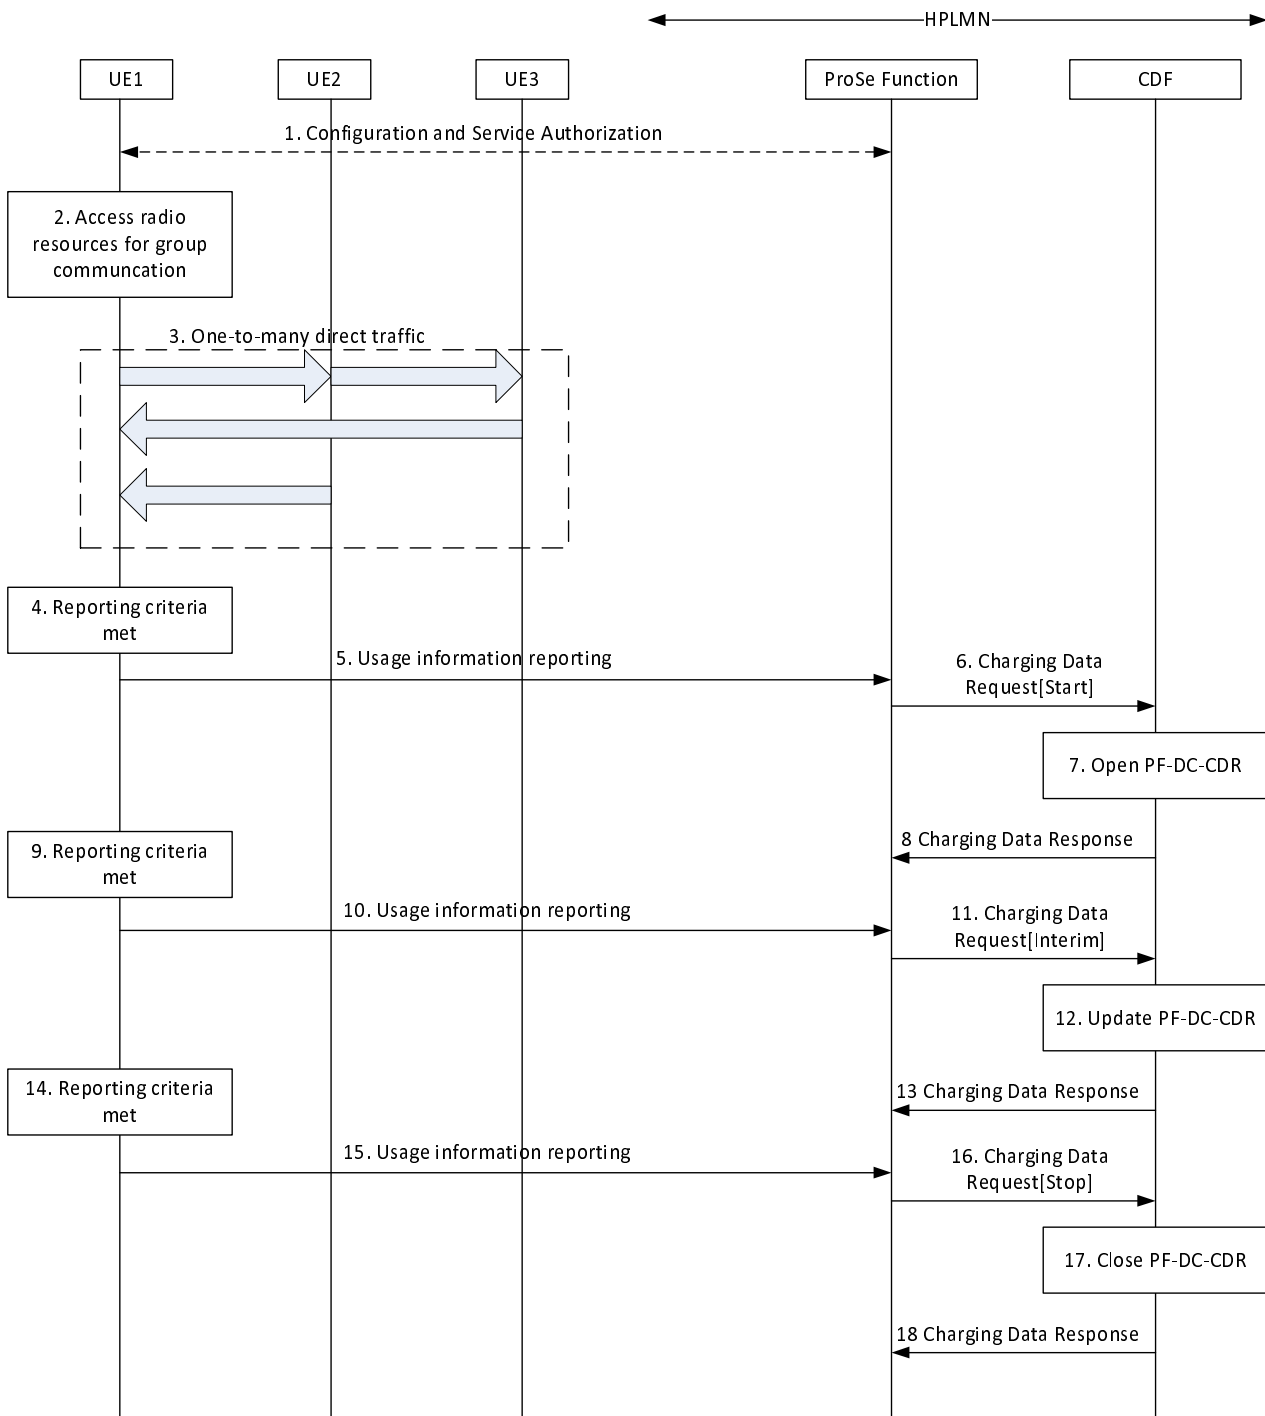 HPLMN
UE1
UE2
UE3
ProSe Function
CDF
1. Configuration and Service Authorization
2. Access radio
resources for group
communcation
3. One-to-many direct traffic
4. Reporting criteria
met
5. Usage information reporting
6. Charging Data
Request[Start]
7. Open PF-DC-CDR
8 Charging Data Response
9. Reporting criteria
met
10. Usage information reporting
11. Charging Data
Request[Interim]
12. Update PF-DC-CDR
13 Charging Data Response
14. Reporting criteria
met
15. Usage information reporting
16. Charging Data
Request[Stop]
17. Close PF-DC-CDR
18 Charging Data Response